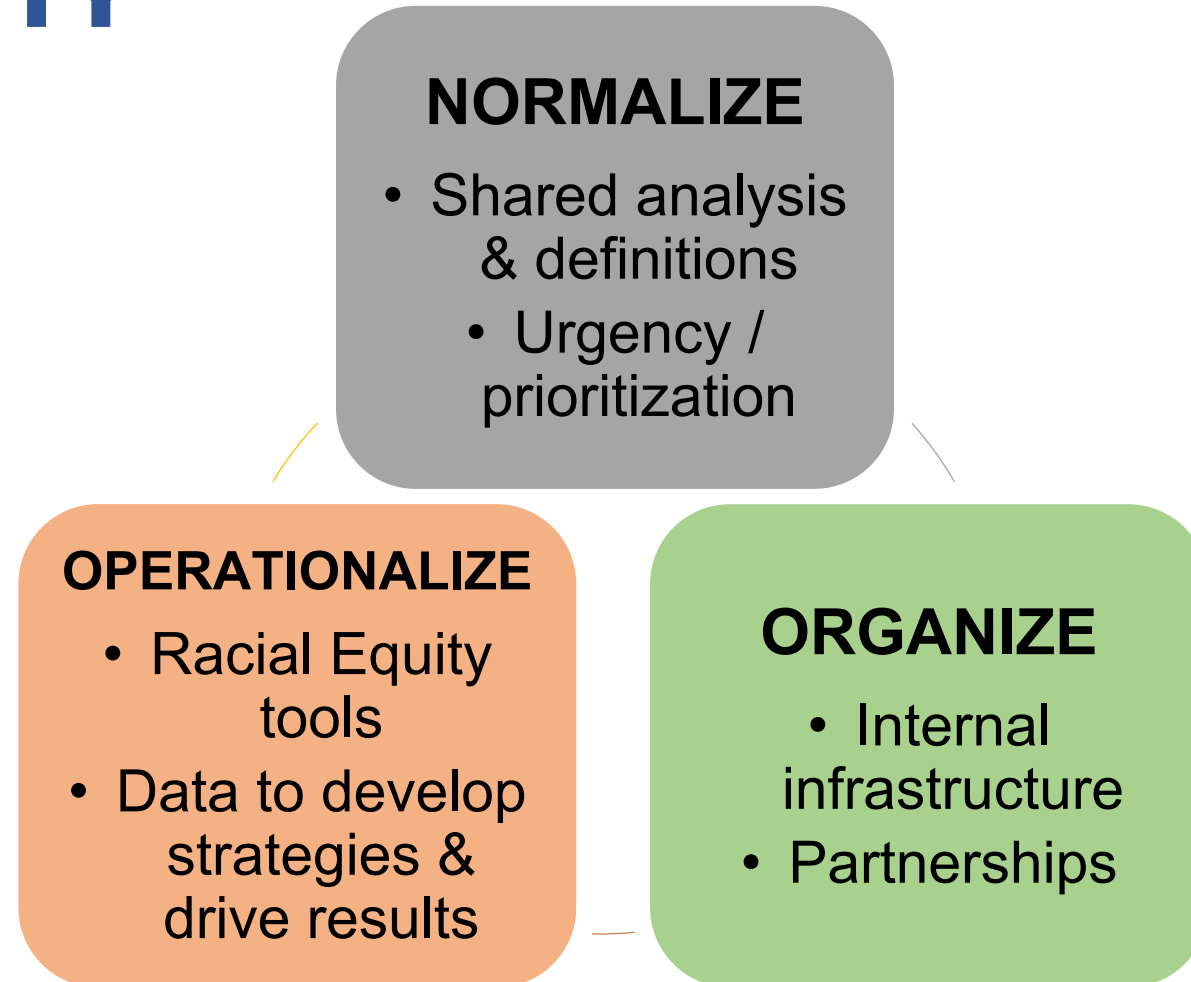 NORMALIZE
• Shared analysis
& definitions
• Urgency /
prioritization
OPERATIONALIZE
• Racial Equity
tools
• Data to develop
strategies &
drive results
ORGANIZE
• Internal
infrastructure
• Partnerships